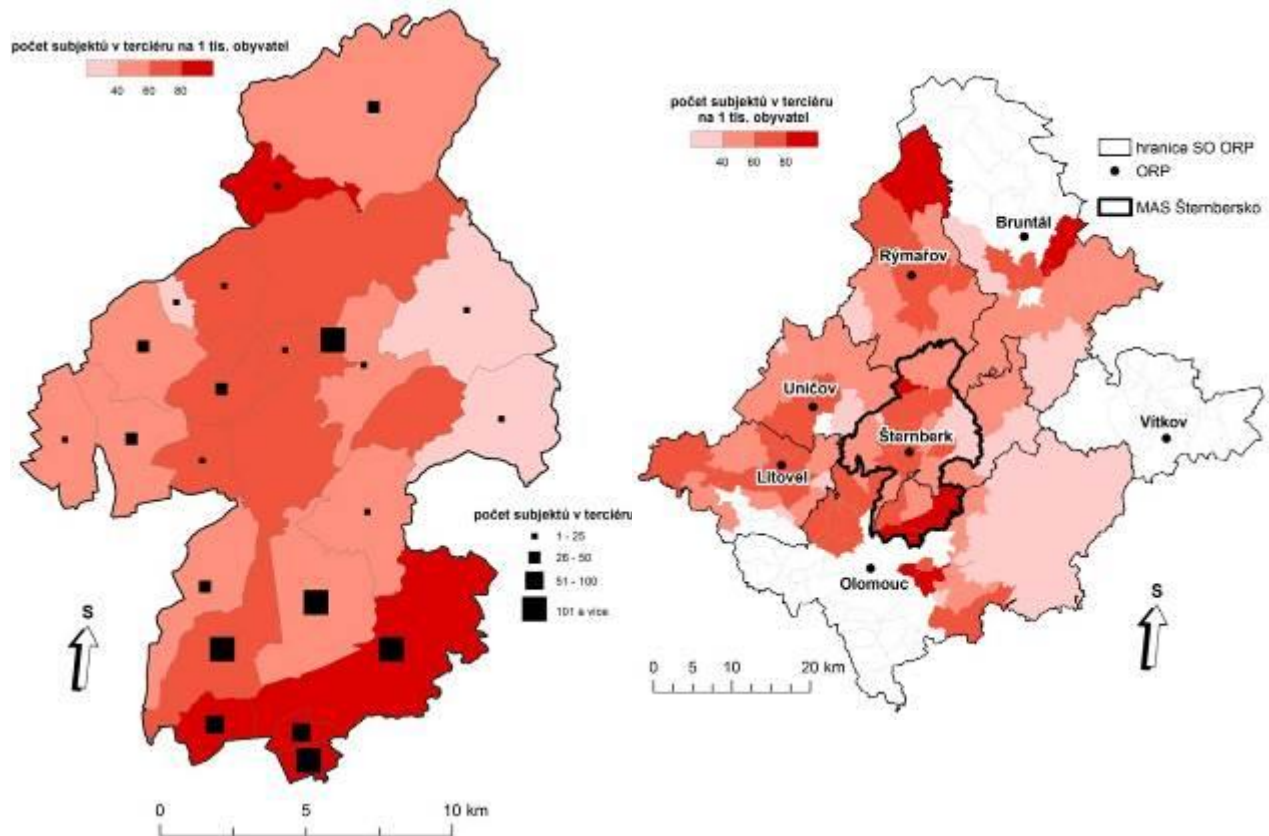 počet subjektů v terciéru na 1 tis. obyvatel
40 60 80
počet subjektů v terciéru
1 - 25
26 - 50
51 - 100
101 a více
S
0 5 10 km
počet subjektů v terciéru
na 1 tis. obyvatel
40 60 80
hranice SO ORP
ORP
MAS Šternbersko
Bruntál
Rýmařov
Uničov
Šternberk
Vítkov
Litovel
Olomouc
S
0 5 10 20 km